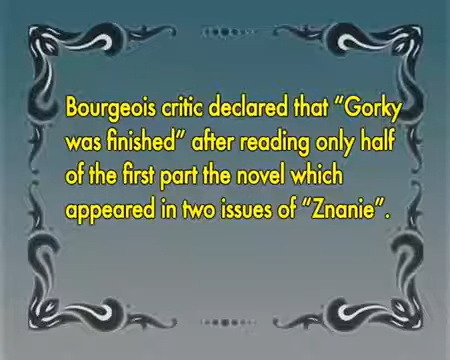 Bourgeois critic declared that “Gorky
was finished” after reading only half
of the first part the novel which
appeared in two issues of “Znanie”.